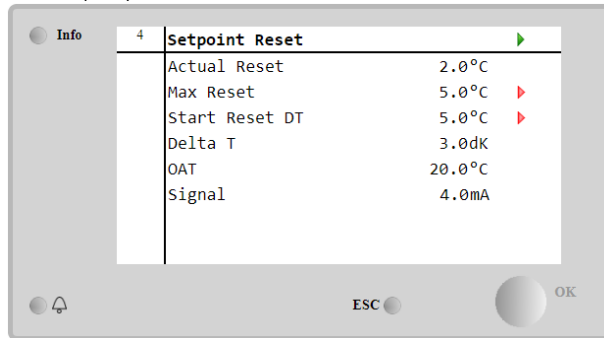 Info
4 Setpoint Reset
Actual Reset 2.0°C
Max Reset 5.0°C
Start Reset DT 5.0°C
Delta T 3.0dK
OAT 20.0°C
Signal 4.0mA
ESC OK